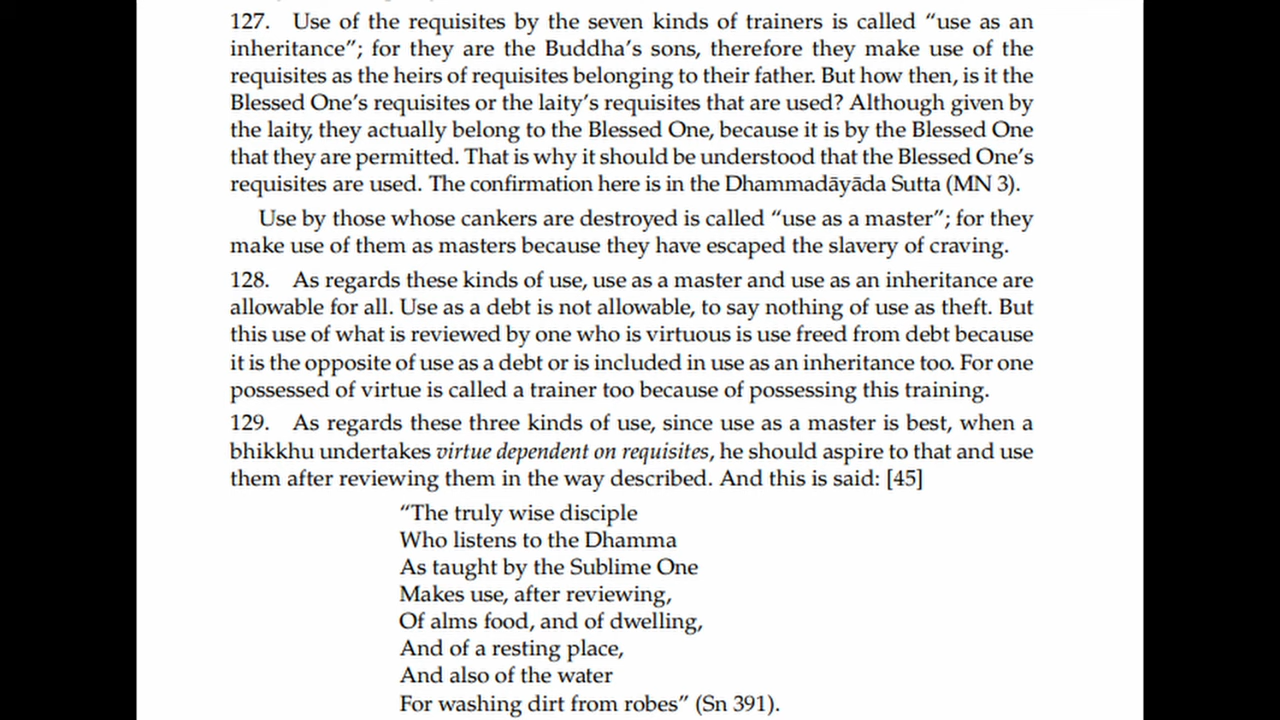 127. Use of the requisites by the seven kinds of trainers is called “use as an
inheritance”; for they are the Buddha’s sons, therefore they make use of the
requisites as the heirs of requisites belonging to their father. But how then, is it the
Blessed One’s requisites or the laity’s requisites that are used? Although given by
the laity, they actually belong to the Blessed One, because it is by the Blessed One
that they are permitted. That is why it should be understood that the Blessed One’s
requisites are used. The confirmation here is in the Dhammadāyāda Sutta (MN 3).
Use by those whose cankers are destroyed is called “use as a master”; for they
make use of them as masters because they have escaped the slavery of craving.
128. As regards these kinds of use, use as a master and use as an inheritance are
allowable for all. Use as a debt is not allowable, to say nothing of use as theft. But
this use of what is reviewed by one who is virtuous is use freed from debt because
it is the opposite of use as a debt or is included in use as an inheritance too. For one
possessed of virtue is called a trainer too because of possessing this training.
129. As regards these three kinds of use, since use as a master is best, when a
bhikkhu undertakes virtue dependent on requisites, he should aspire to that and use
them after reviewing them in the way described. And this is said: [45]
“The truly wise disciple
Who listens to the Dhamma
As taught by the Sublime One
Makes use, after reviewing,
Of alms food, and of dwelling,
And of a resting place,
And also of the water
For washing dirt from robes” (Sn 391).